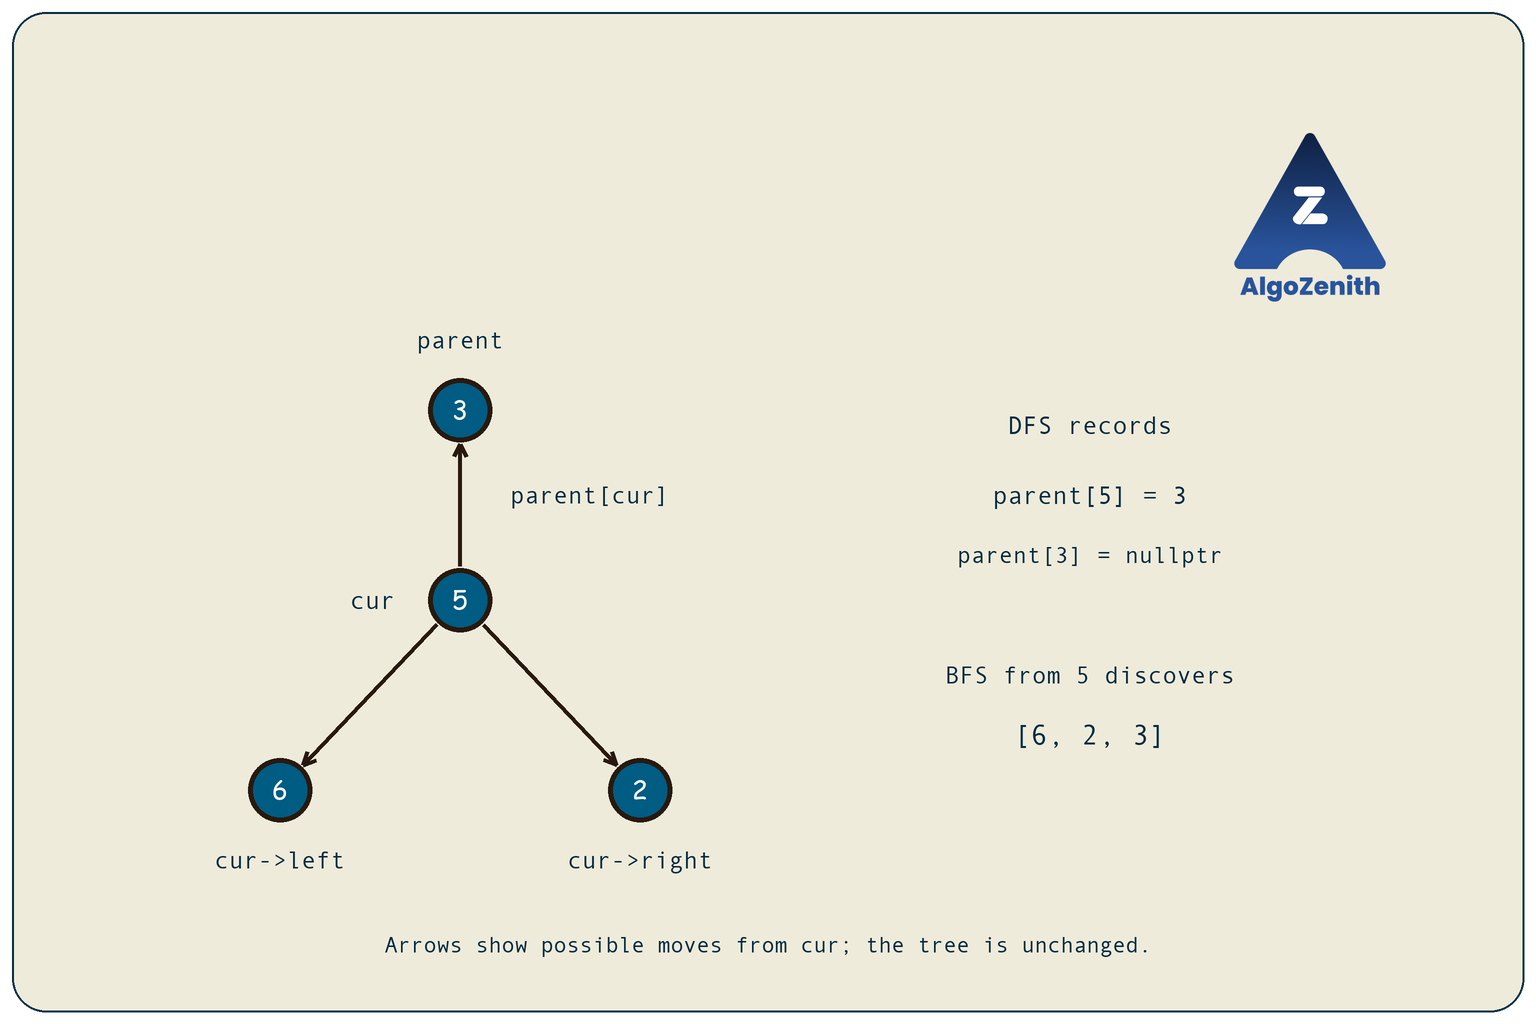 Z
AlgoZenith
parent
3
parent[cur]
cur
5
6
2
cur->left
cur->right
DFS records
parent[5] = 3
parent[3] = nullptr
BFS from 5 discovers
[6, 2, 3]
Arrows show possible moves from cur; the tree is unchanged.